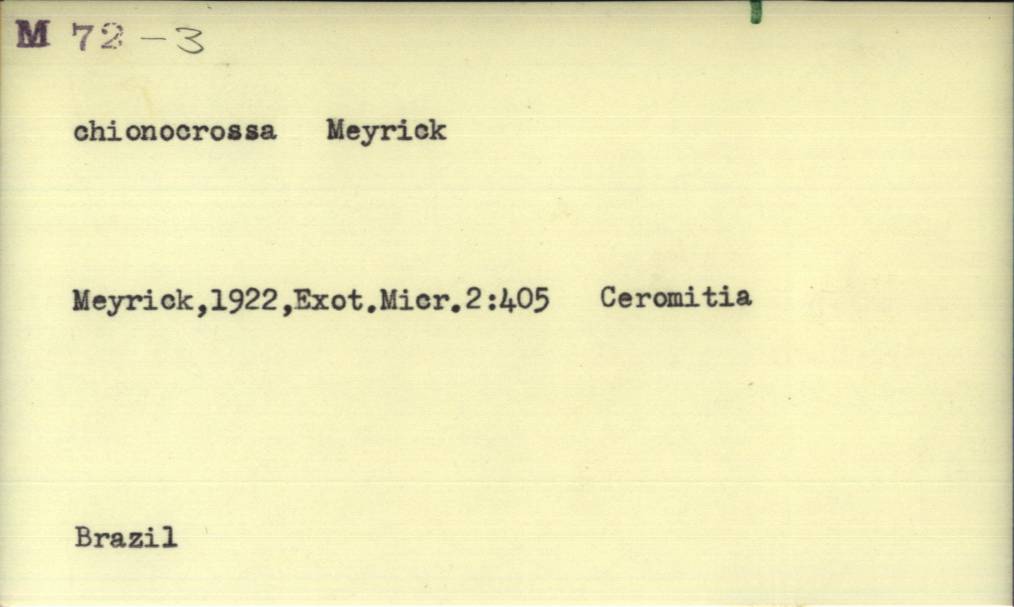 M 72-3
chionocrossa Meyrick
Meyrick,1922,Exot.Micr.2:405 Ceromitia
Brazil